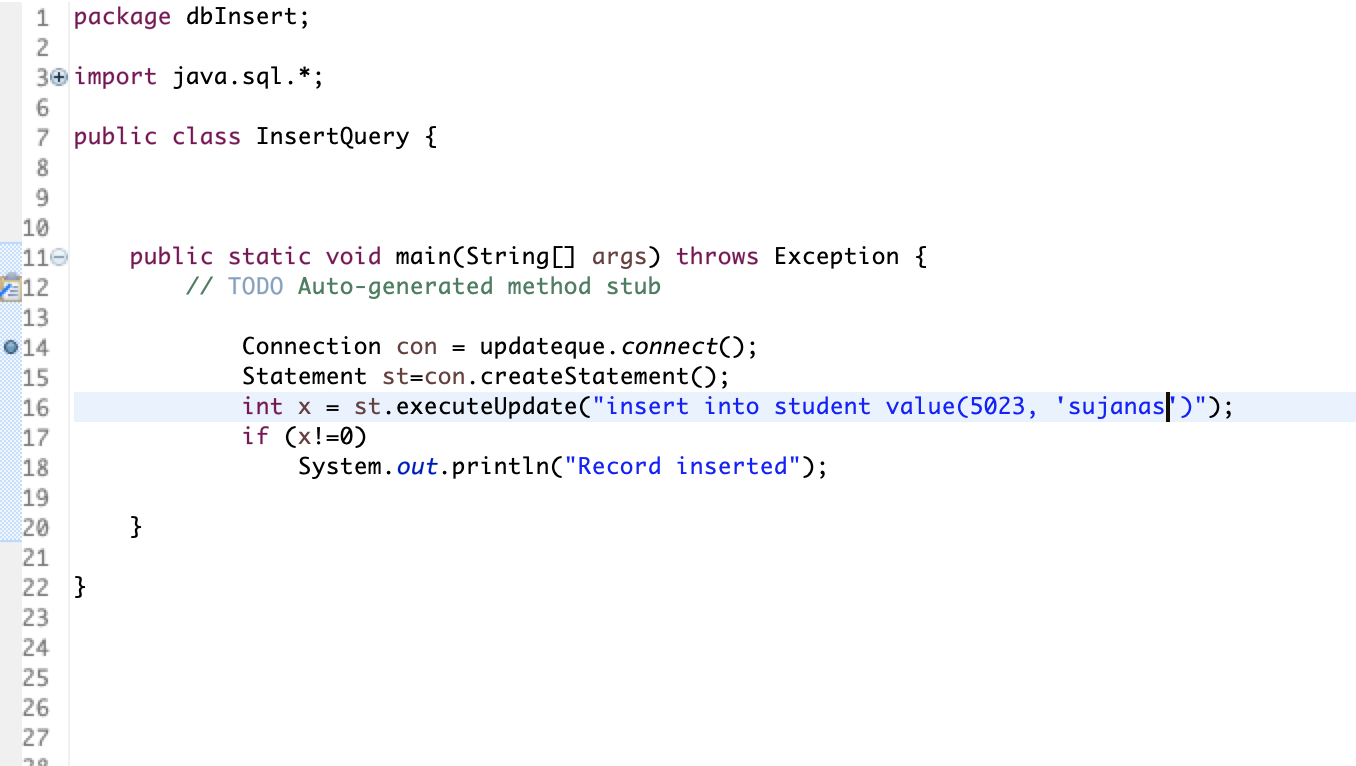 1 package dbInsert;
2
3 import java.sql.*;
6
7 public class InsertQuery {
8
9
10
11 public static void main(String[] args) throws Exception {
12 // TODO Auto-generated method stub
13
14 Connection con = updateque.connect();
15 Statement st=con.createStatement();
16 int x = st.executeUpdate("insert into student value(5023, 'sujanas')");
17 if (x!=0)
18 System.out.println("Record inserted");
19
20 }
21
22 }
23
24
25
26
27
28